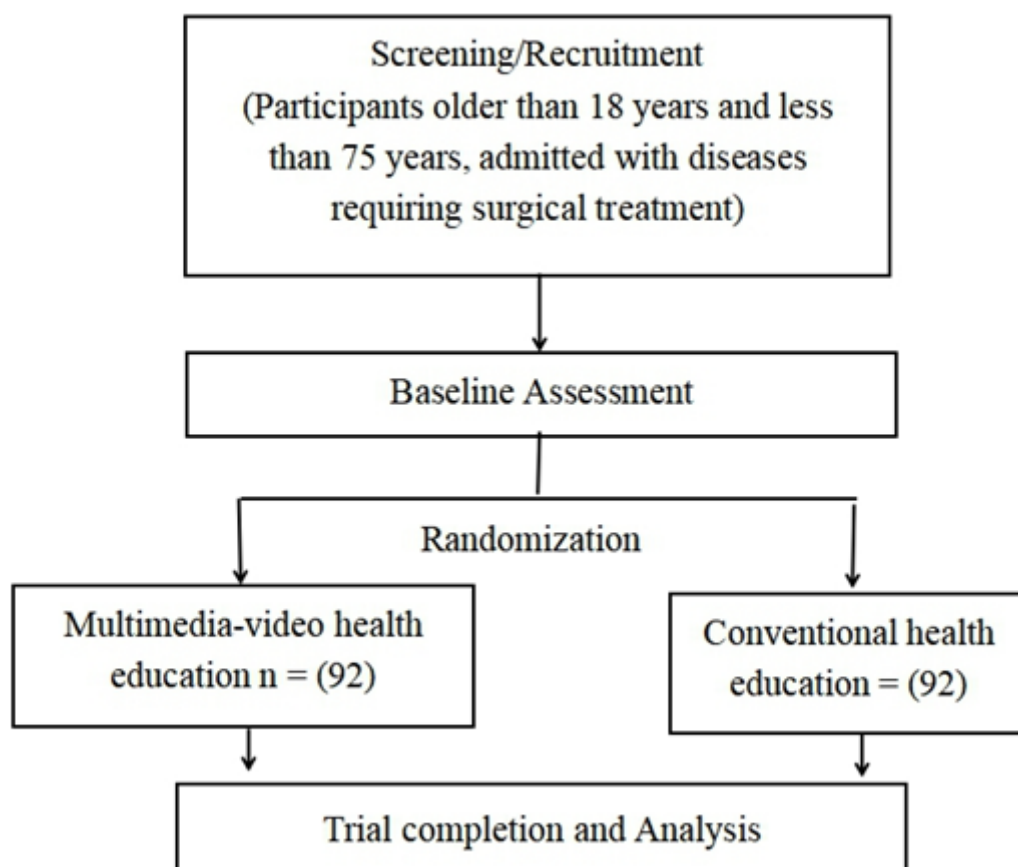 Screening/Recruitment
(Participants older than 18 years and less
than 75 years, admitted with diseases
requiring surgical treatment)
Baseline Assessment
Randomization
Multimedia-video health
education n = (92)
Conventional health
education = (92)
Trial completion and Analysis